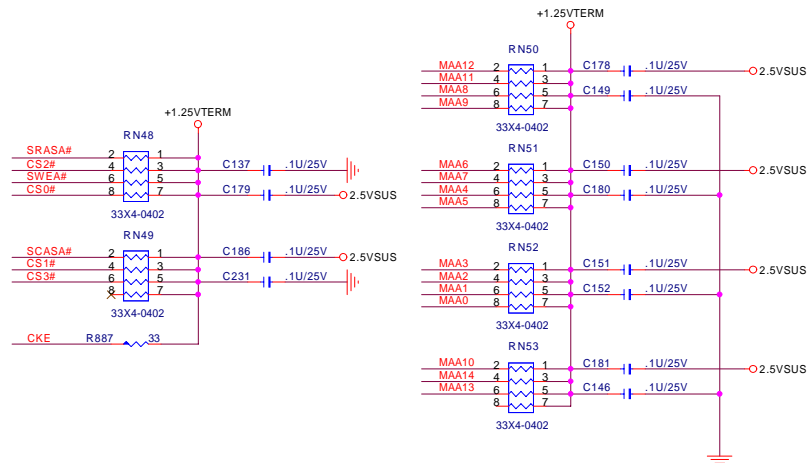 +1.25VTERM
RN48
SRASA# 2 1
CS2# 4 3 C137 .1U/25V
SWEA# 6 5
CS0# 8 7 C179 .1U/25V 2.5VSUS
33X4-0402
RN49
SCASA# 2 1 C186 .1U/25V 2.5VSUS
CS1# 4 3
CS3# 6 5 C231 .1U/25V
8 7
33X4-0402
CKE R887 33
+1.25VTERM
RN50
MAA12 2 1 C178 .1U/25V 2.5VSUS
MAA11 4 3
MAA8 6 5 C149 .1U/25V
MAA9 8 7
33X4-0402
RN51
MAA6 2 1 C150 .1U/25V 2.5VSUS
MAA7 4 3
MAA4 6 5 C180 .1U/25V
MAA5 8 7
33X4-0402
RN52
MAA3 2 1 C151 .1U/25V 2.5VSUS
MAA2 4 3
MAA1 6 5 C152 .1U/25V
MAA0 8 7
33X4-0402
RN53
MAA10 2 1 C181 .1U/25V 2.5VSUS
MAA14 4 3
MAA13 6 5 C146 .1U/25V
8 7
33X4-0402